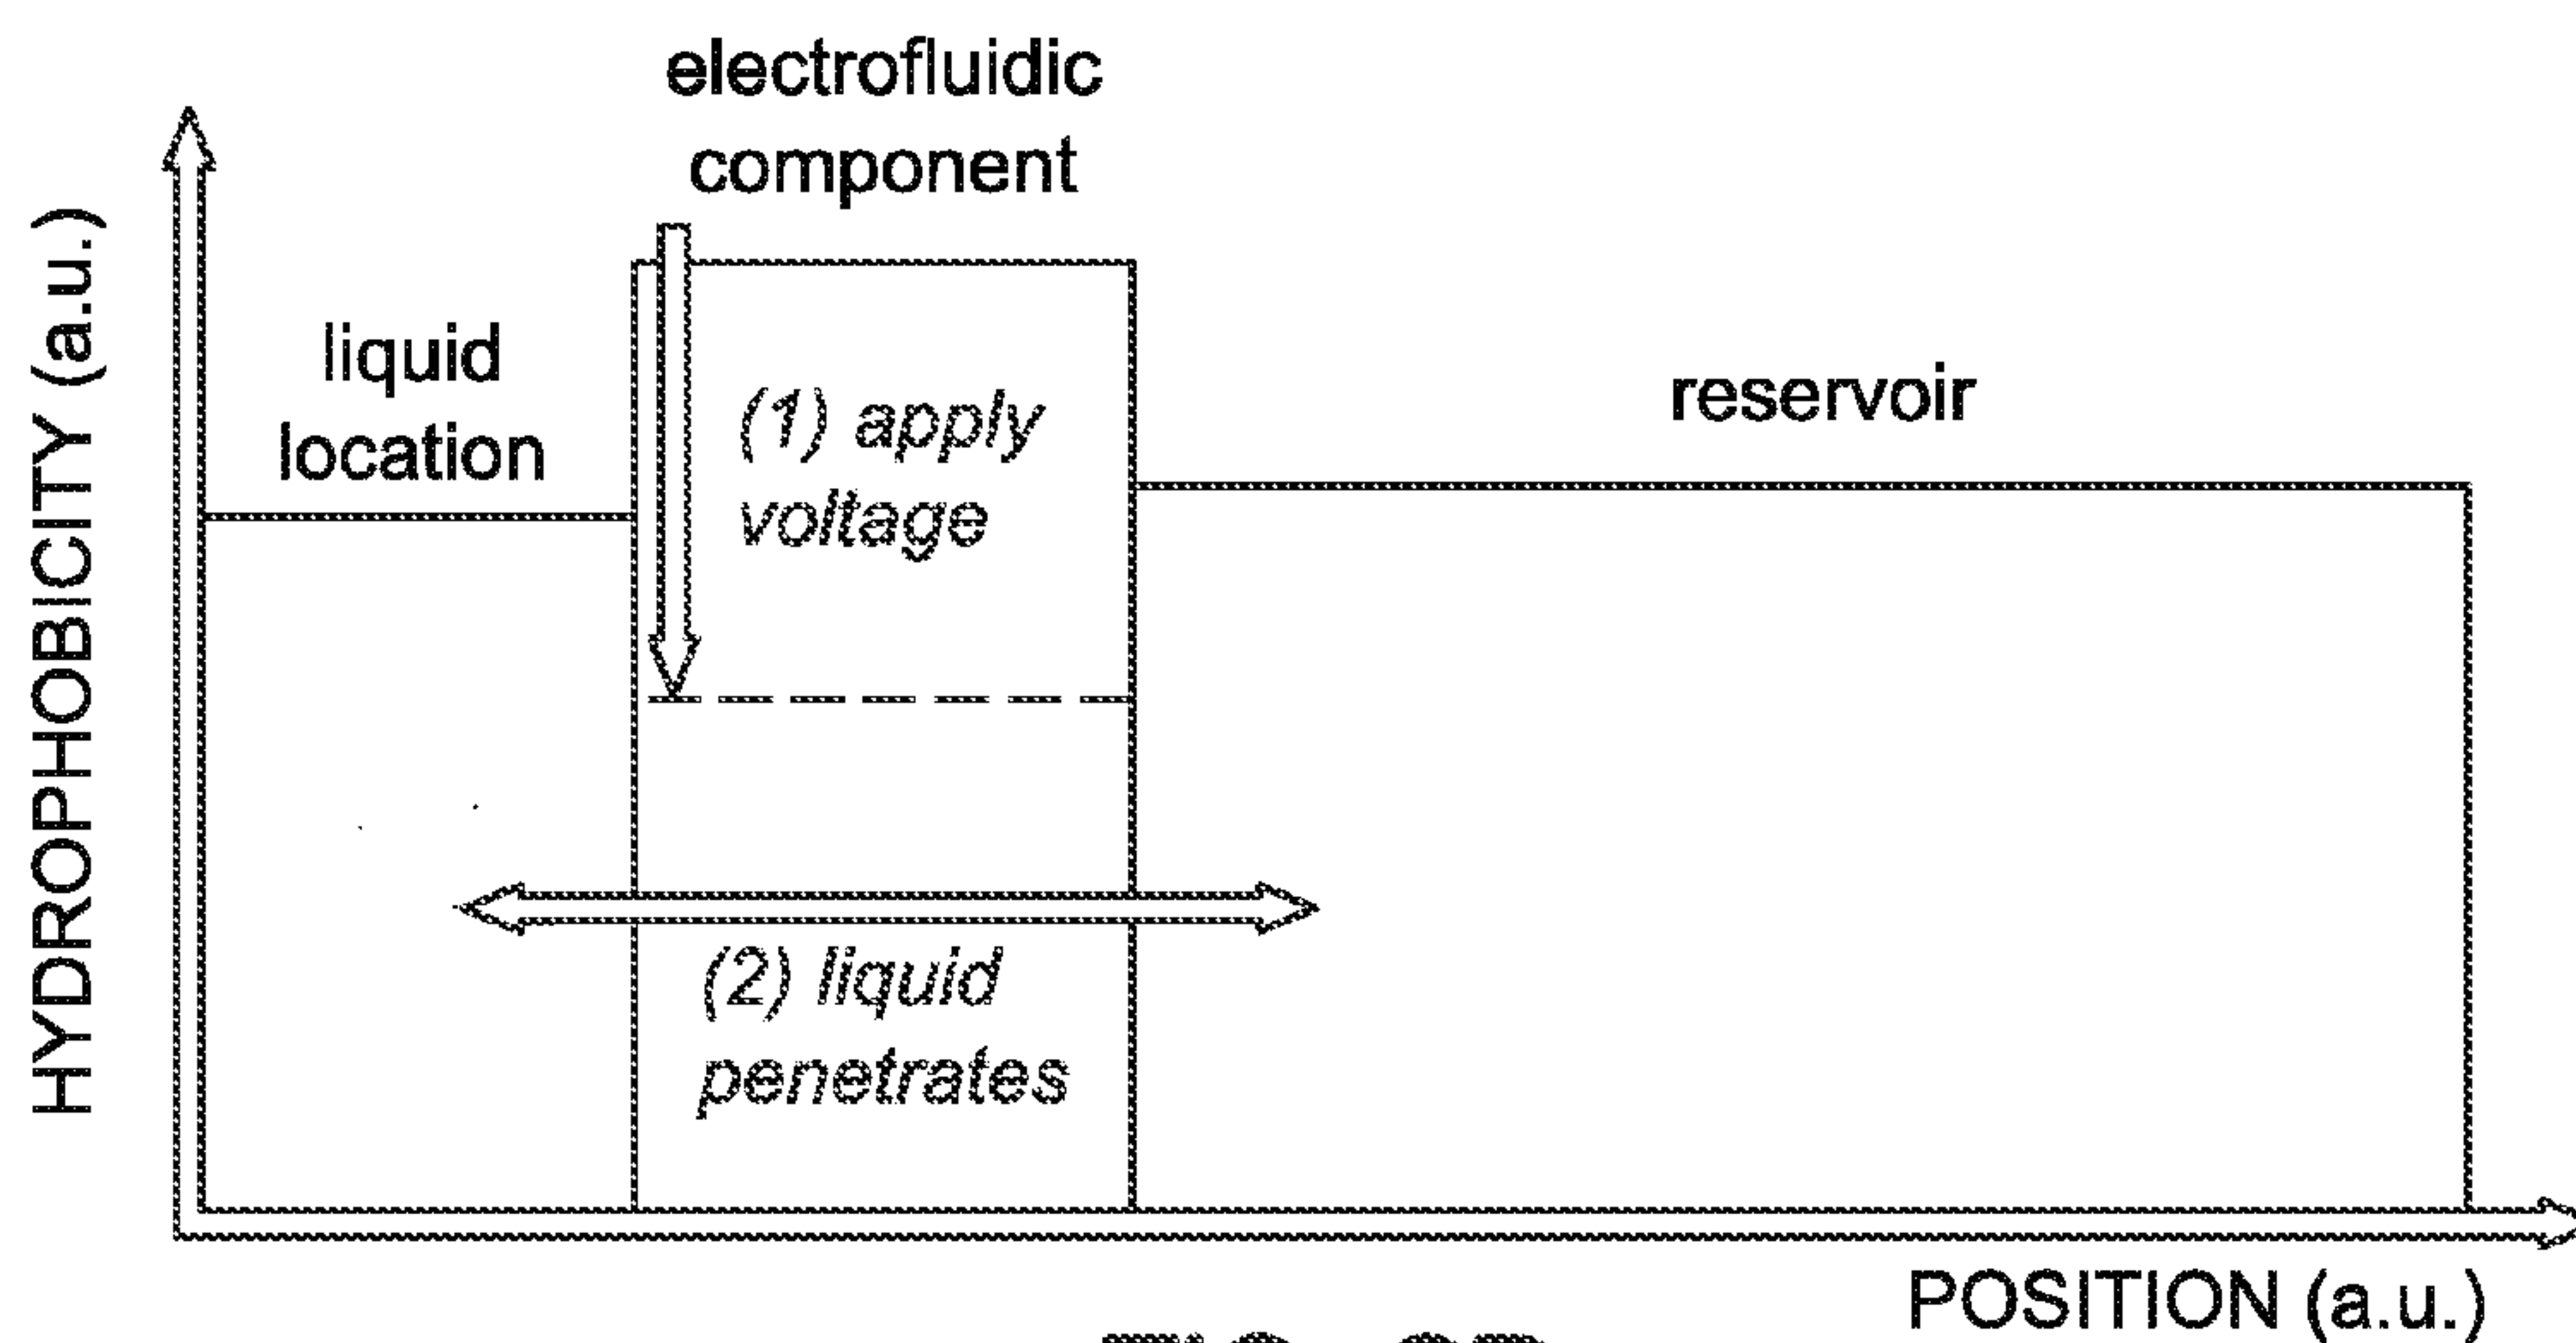 electrofluidic
component
HYDROPHOBICITY (a.u.)
liquid
location
(1) apply
voltage
reservoir
(2) liquid
penetrates
POSITION (a.u.)